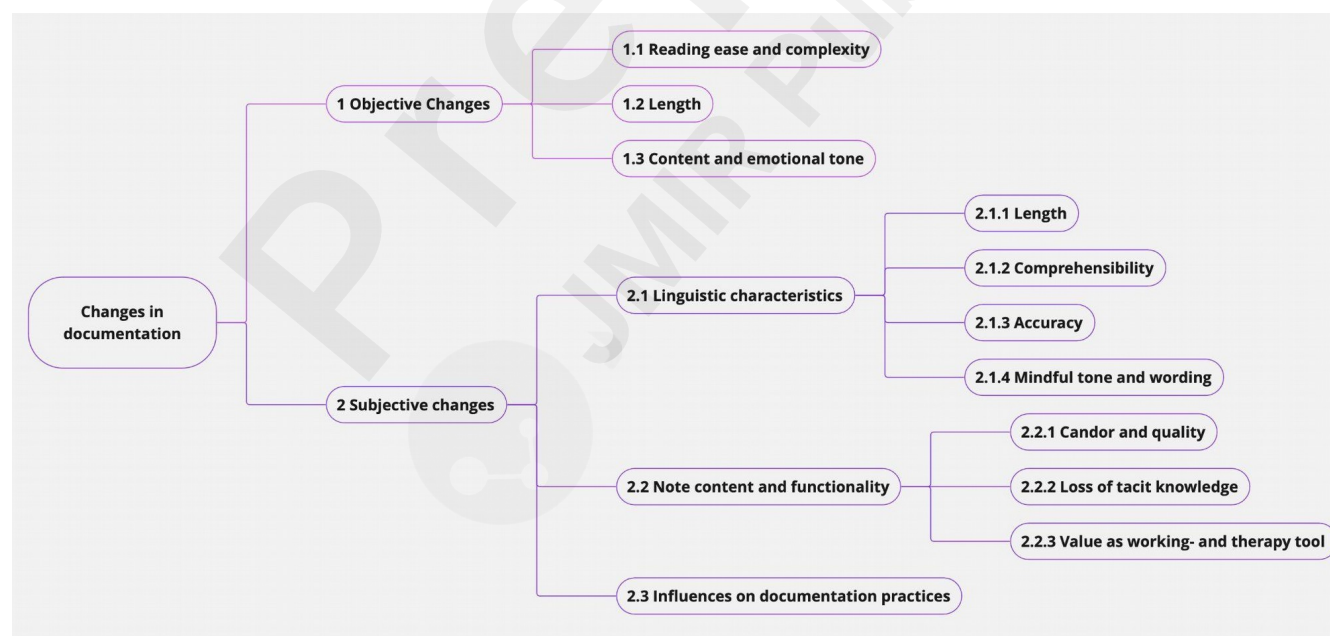 1.1 Reading ease and complexity
1 Objective Changes
1.2 Length
1.3 Content and emotional tone
2.1.1 Length
2.1.2 Comprehensibility
2.1 Linguistic characteristics
Changes in
documentation
2.1.3 Accuracy
2.1.4 Mindful tone and wording
2 Subjective changes
2.2.1 Candor and quality
2.2 Note content and functionality
2.2.2 Loss of tacit knowledge
2.2.3 Value as working- and therapy tool
2.3 Influences on documentation practices
JMIR